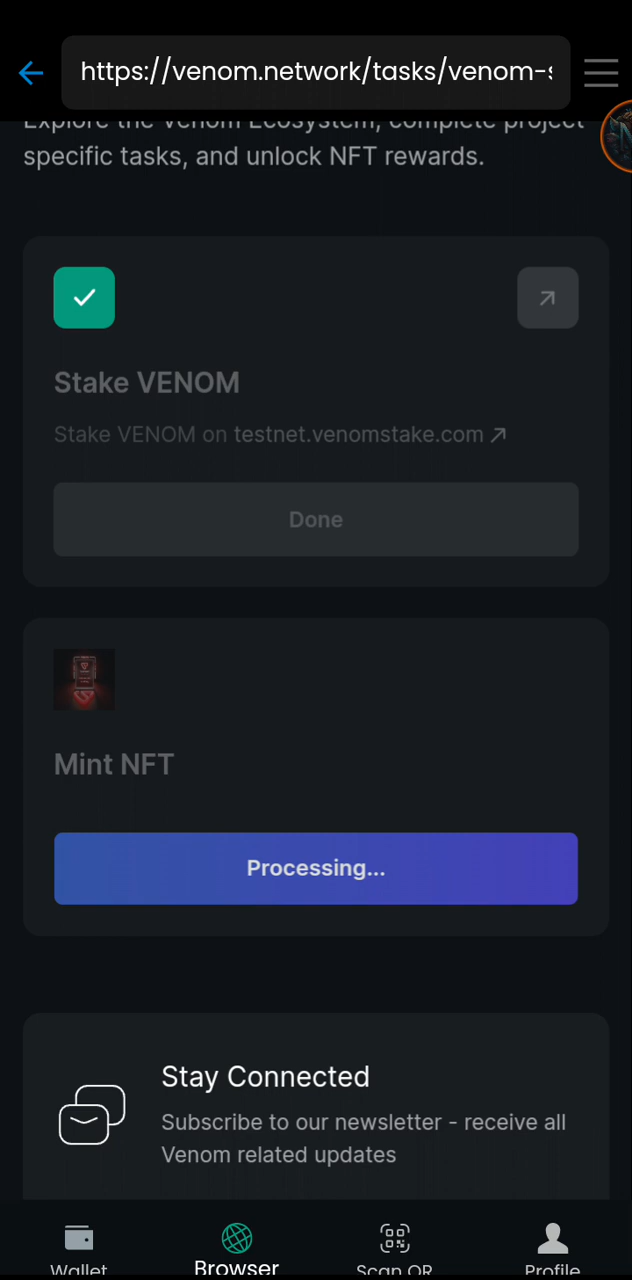 https://venom.network/tasks/venom-s
Explore the Venom Ecosystem, complete project
specific tasks, and unlock NFT rewards.
Stake VENOM
Stake VENOM on testnet.venomstake.com ↗
Done
Mint NFT
Processing...
Stay Connected
Subscribe to our newsletter - receive all
Venom related updates
Wallet
Browser
Scan QR
Profile